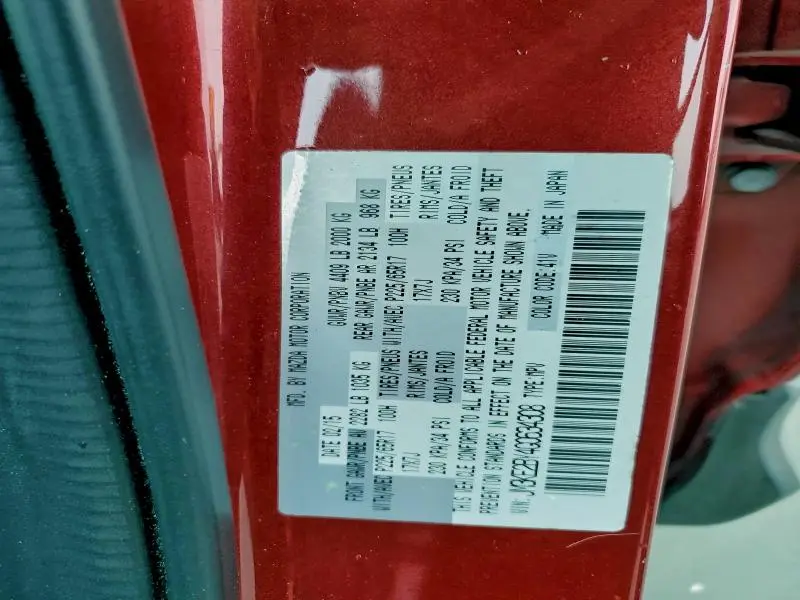 MFD. BY MAZDA MOTOR CORPORATION
DATE 02/15 GVWR/PNBV 4409 LB 2000 KG
FRONT GAWR/PNBE AV 2282 LB 1035 KG REAR GAWR/PNBE AR 2134 LB 968 KG
WITH/AVEC P225/65R17 100H TIRES/PNEUS WITH/AVEC P225/65R17 100H TIRES/PNEUS
17X7J RIMS/JANTES 17X7J RIMS/JANTES
230 KPA/34 PSI COLD/A FROID 230 KPA/34 PSI COLD/A FROID
THIS VEHICLE CONFORMS TO ALL APPLICABLE FEDERAL MOTOR VEHICLE SAFETY AND THEFT
PREVENTION STANDARDS IN EFFECT ON THE DATE OF MANUFACTURE SHOWN ABOVE.
VIN: TYPE:MPV COLOR CODE:41V MADE IN JAPAN